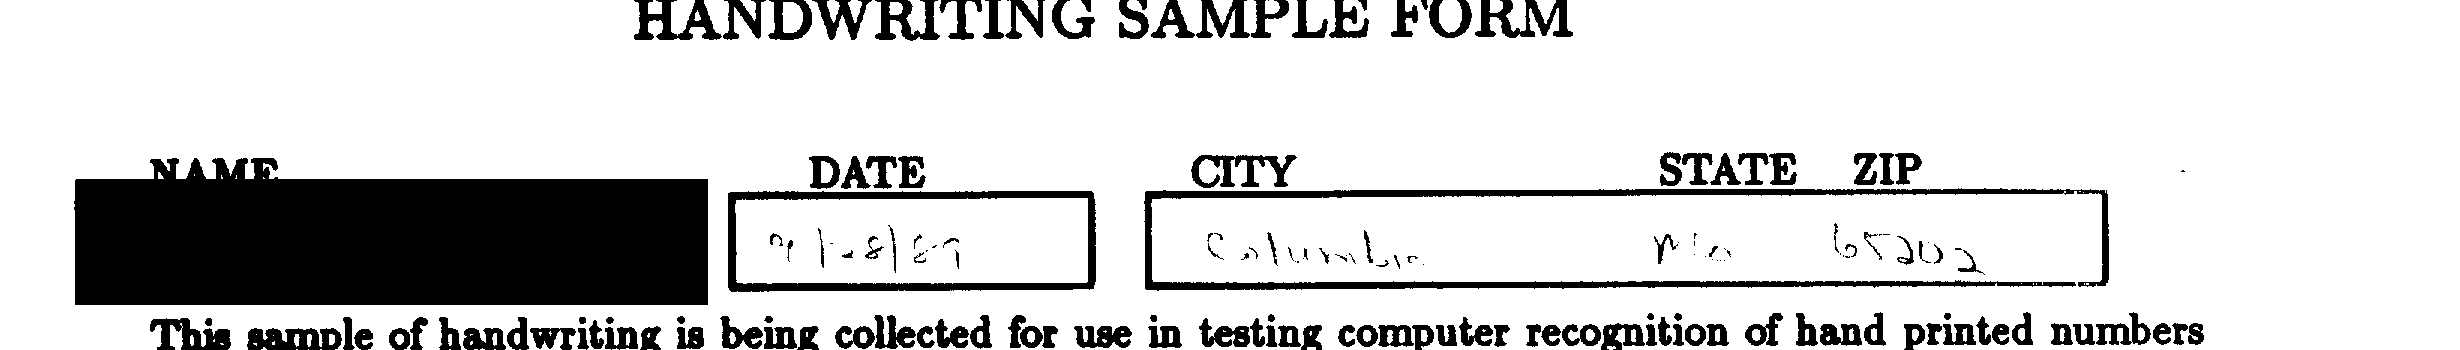 HANDWRITING SAMPLE FORM
NAME DATE CITY STATE ZIP
9/28/89 Columbia Mo 65202
This sample of handwriting is being collected for use in testing computer recognition of hand printed numbers